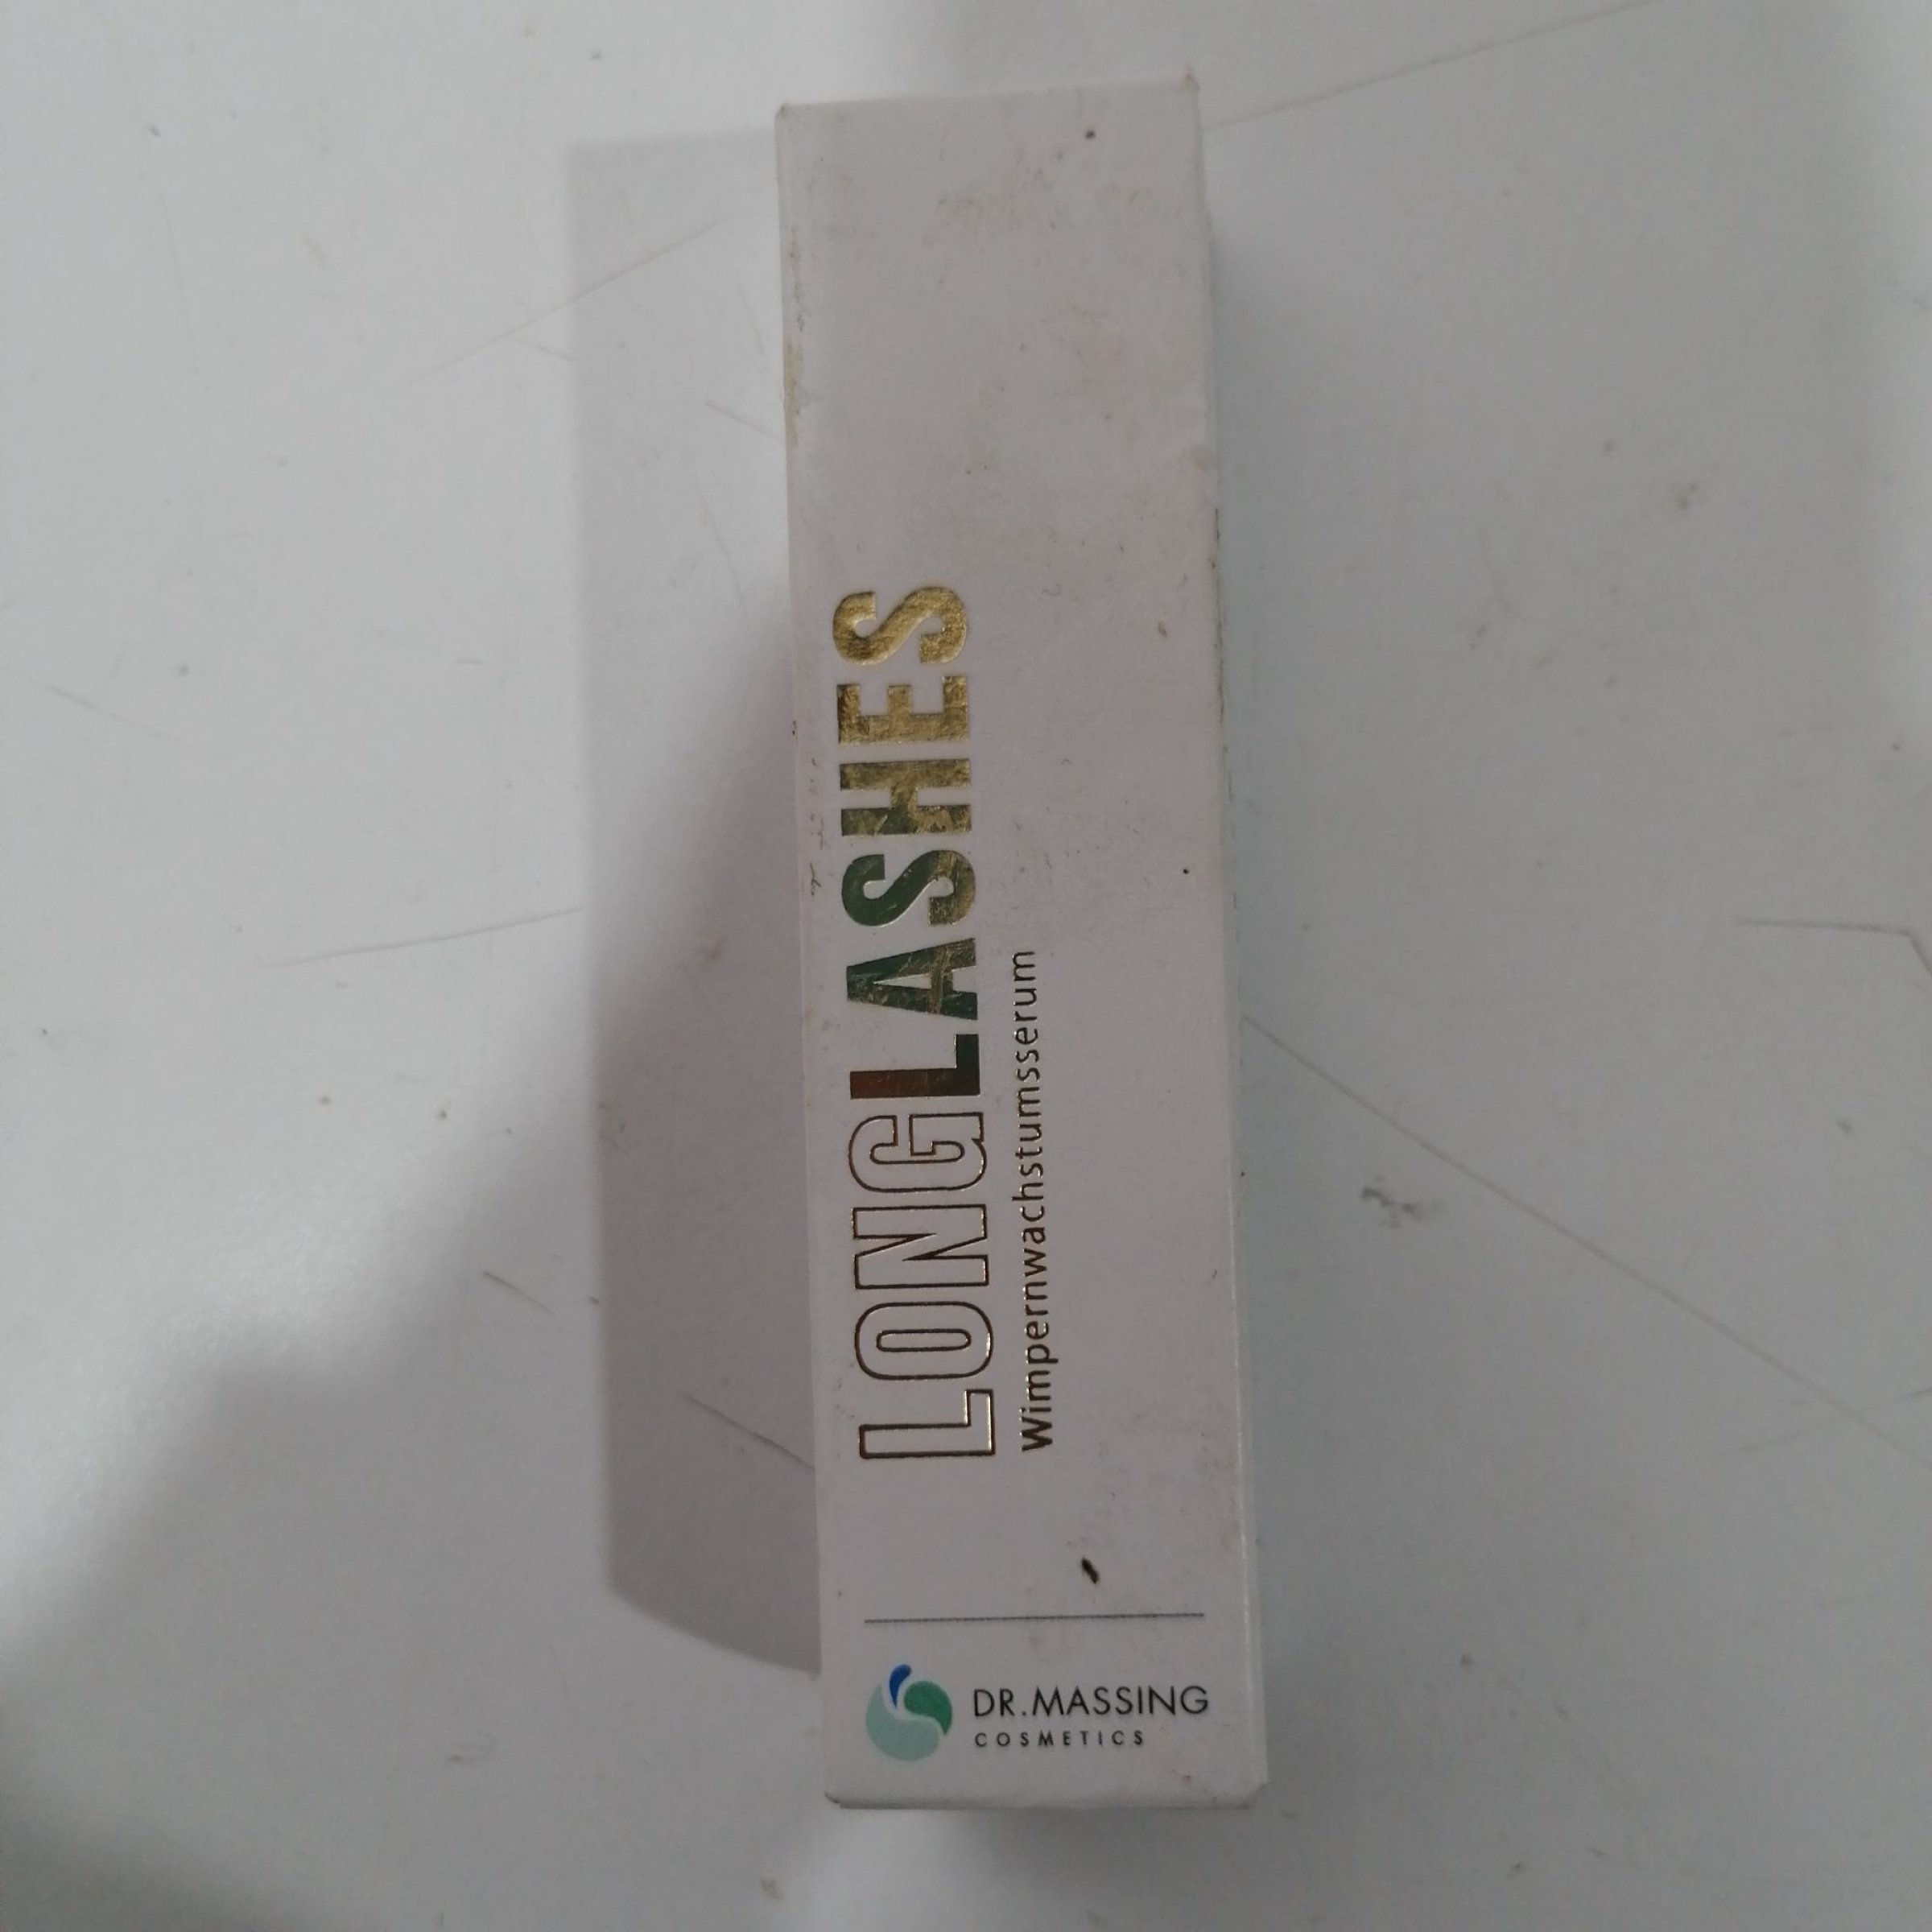 LONGLASHES
Wimpernwachstumsserum
DR.MASSING
COSMETICS